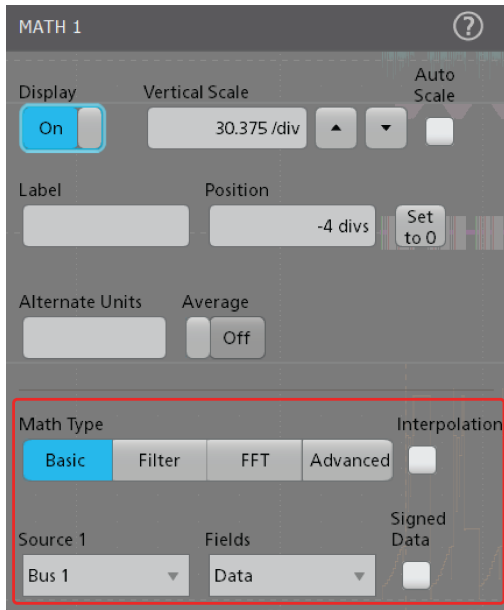 MATH 1 ?
Display Vertical Scale Auto Scale
On 30.375 /div
Label Position
-4 divs Set to 0
Alternate Units Average
Off
Math Type Interpolation
Basic Filter FFT Advanced
Source 1 Fields Signed Data
Bus 1 Data